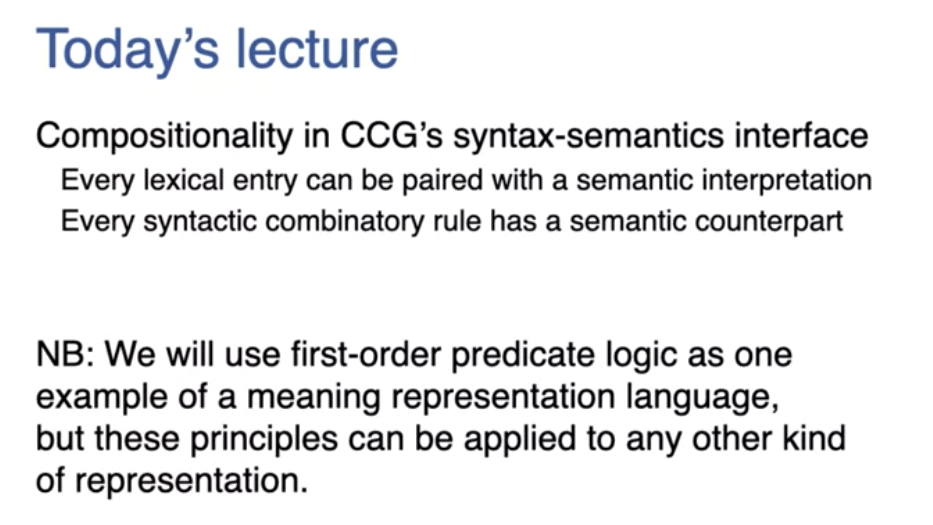 Today's lecture
Compositionality in CCG's syntax-semantics interface
Every lexical entry can be paired with a semantic interpretation
Every syntactic combinatory rule has a semantic counterpart
NB: We will use first-order predicate logic as one
example of a meaning representation language,
but these principles can be applied to any other kind
of representation.